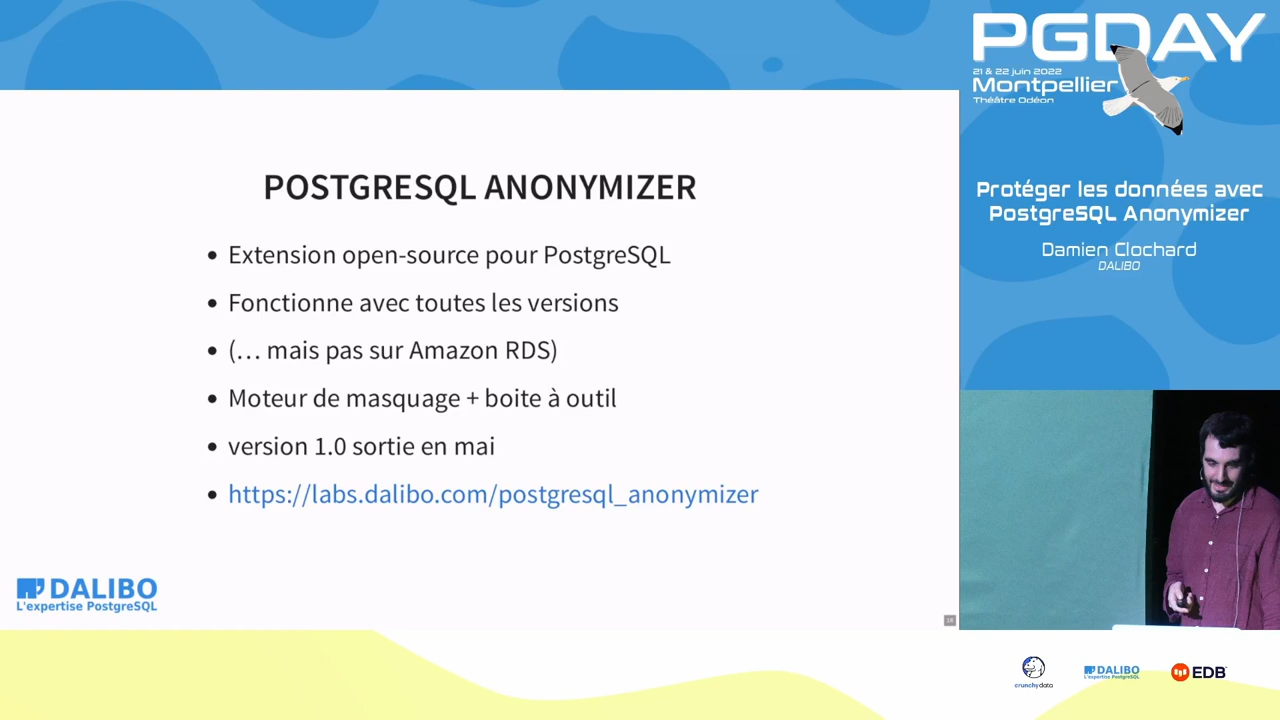 POSTGRESQL ANONYMIZER
Extension open-source pour PostgreSQL
Fonctionne avec toutes les versions
(… mais pas sur Amazon RDS)
Moteur de masquage + boite à outil
version 1.0 sortie en mai
https://labs.dalibo.com/postgresql_anonymizer
DALIBO
L'expertise PostgreSQL
18
PGDAY
21 & 22 juin 2022
Montpellier
Théâtre Odéon
Protéger les données avec
PostgreSQL Anonymizer
Damien Clochard
DALIBO
crunchydata
DALIBO
L'expertise PostgreSQL
EDB